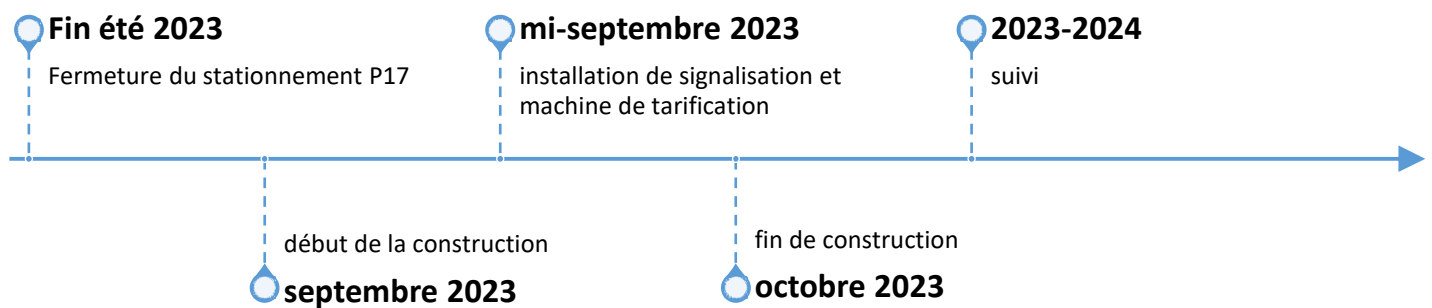 Fin été 2023
Fermeture du stationnement P17
mi-septembre 2023
installation de signalisation et
machine de tarification
2023-2024
suivi
début de la construction
septembre 2023
fin de construction
octobre 2023